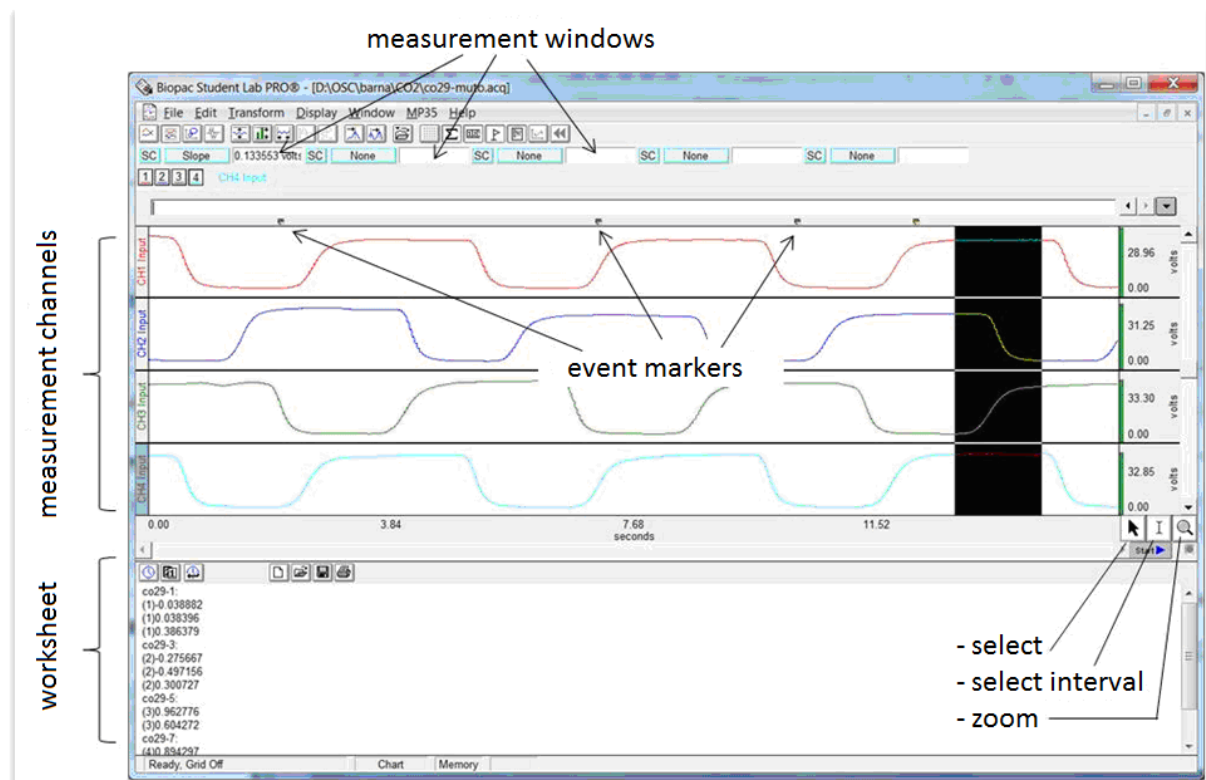 measurement windows
Biopac Student Lab PRO® - [D:\OSC\barna\CO2\co29-muto.acq]
File Edit Transform Display Window MP35 Help
SC Slope 0.133553 volts SC None SC None SC None SC None
1 2 3 4 CH4 Input
measurement channels
CH1 Input
28.96
0.00
volts
CH2 Input
31.25
0.00
volts
event markers
CH3 Input
33.30
0.00
volts
CH4 Input
32.85
0.00
volts
0.00 3.84 7.68 11.52
seconds
Start
worksheet
co29-1:
(1)-0.038882
(1)0.038396
(1)0.386379
co29-3:
(2)-0.275667
(2)-0.497156
(2)0.300727
co29-5:
(3)0.962776
(3)0.604272
co29-7:
(4)0.894297
- select
- select interval
- zoom
Ready, Grid Off Chart Memory